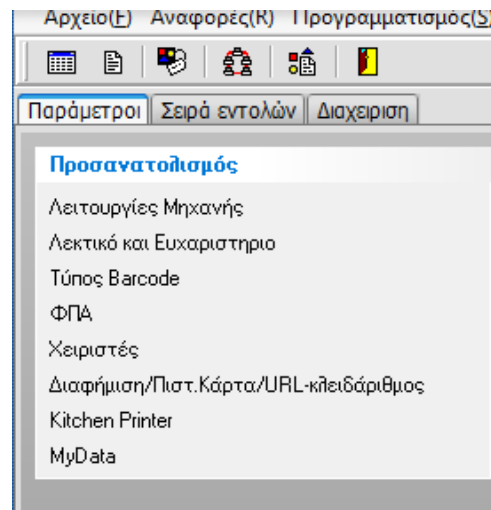 Αρχείο(F) Αναφορές(R) Προγραμματισμός(S)
Παράμετροι Σειρά εντολών Διαχειριση
Προσανατολισμός
Λειτουργίες Μηχανής
Λεκτικό και Ευχαριστηριο
Τύπος Barcode
ΦΠΑ
Χειριστές
Διαφήμιση/Πιστ.Κάρτα/URL-κλειδάριθμος
Kitchen Printer
MyData